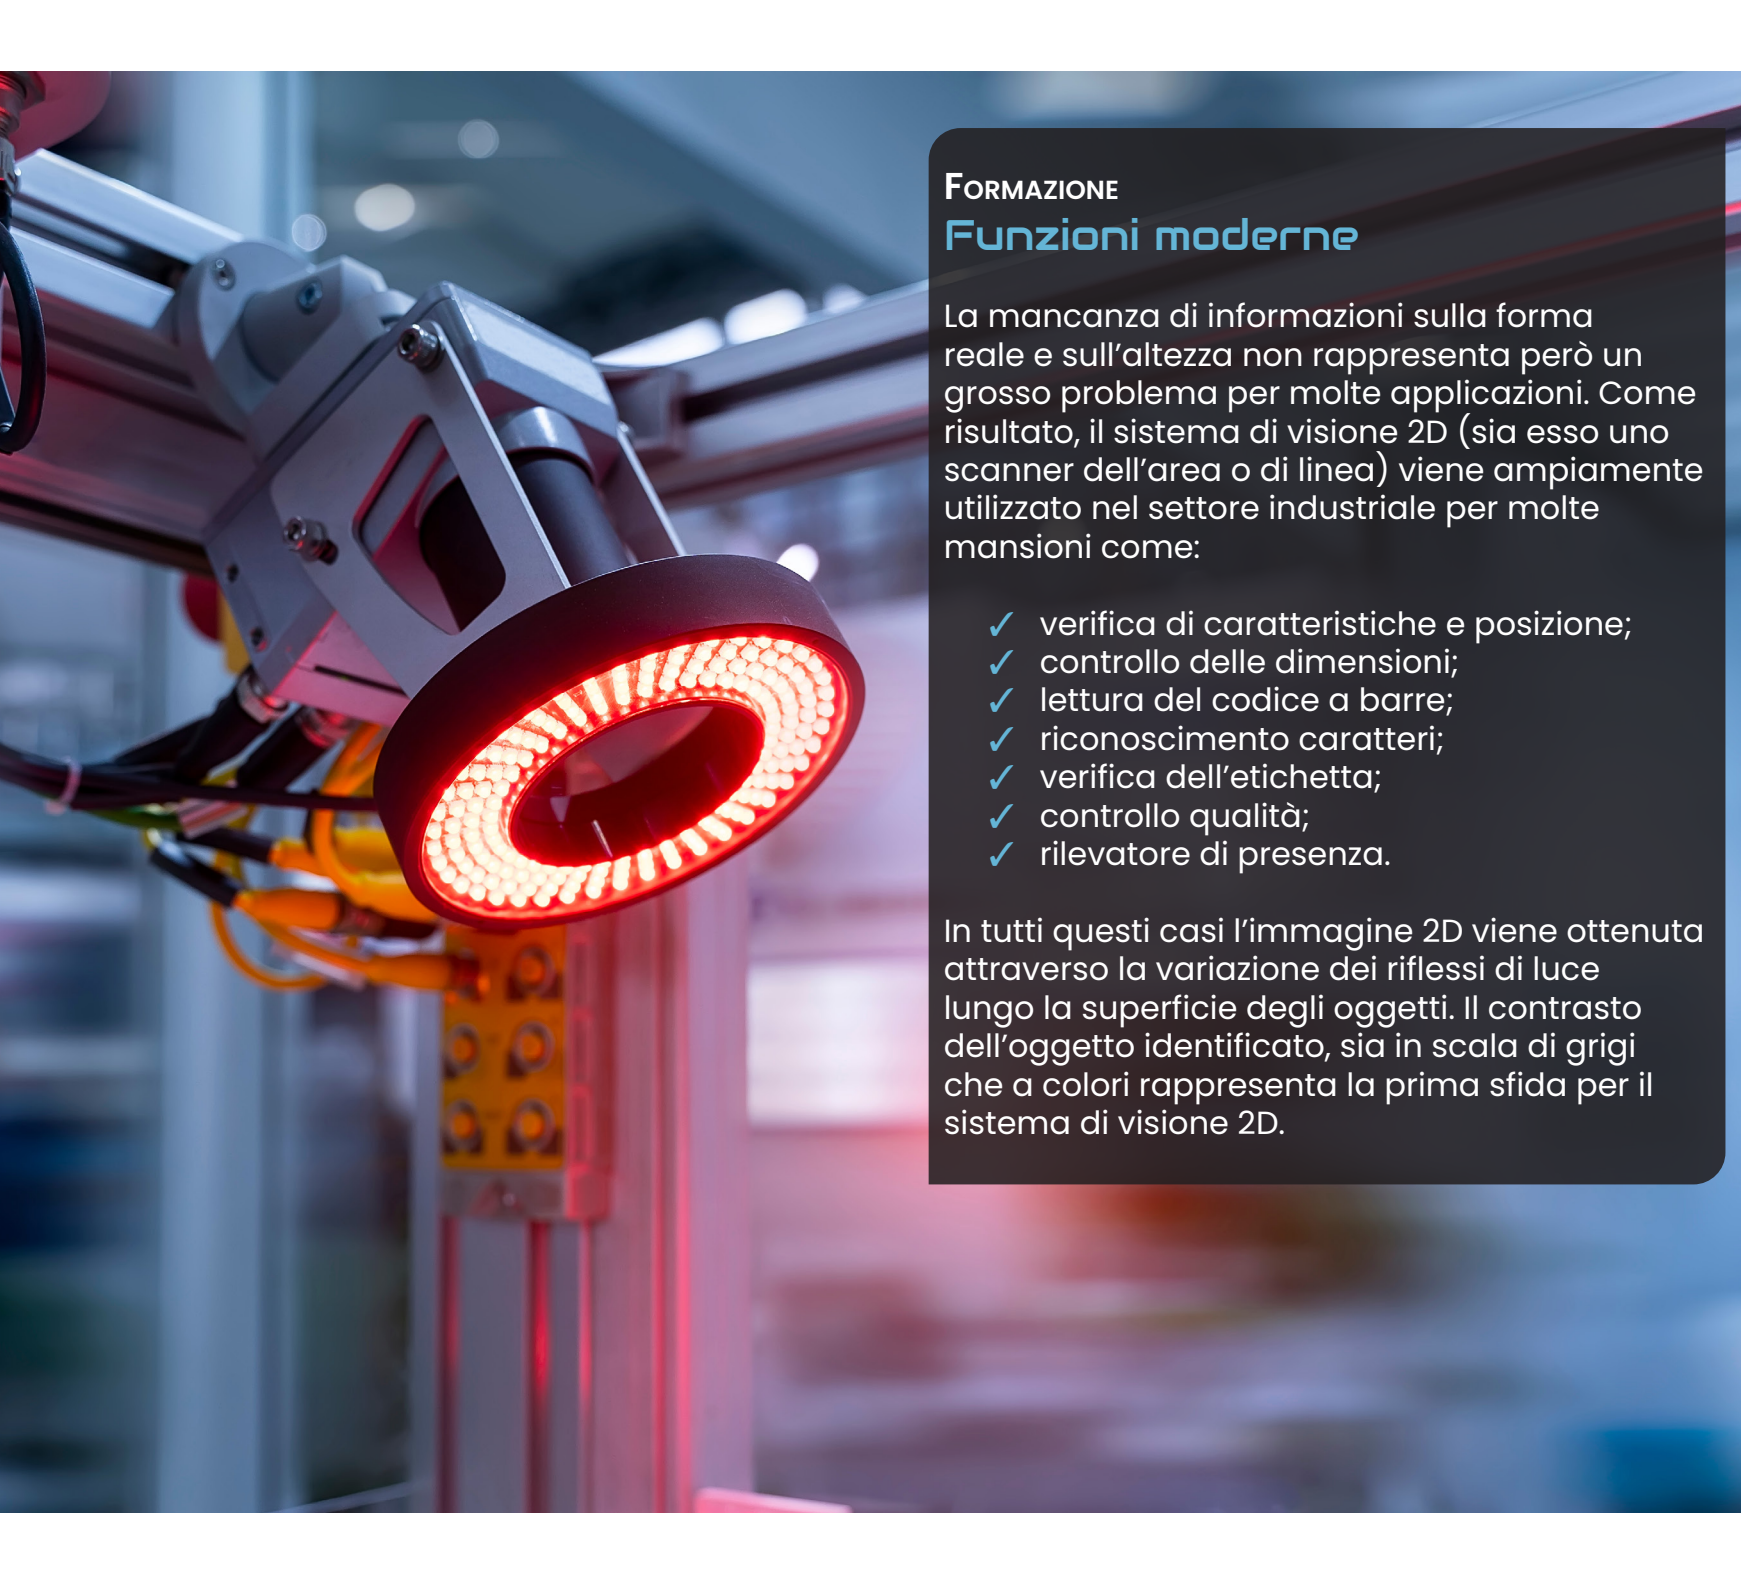 Formazione
Funzioni moderne
La mancanza di informazioni sulla forma
reale e sull'altezza non rappresenta però un
grosso problema per molte applicazioni. Come
risultato, il sistema di visione 2D (sia esso uno
scanner dell'area o di linea) viene ampiamente
utilizzato nel settore industriale per molte
mansioni come:
✓ verifica di caratteristiche e posizione;
✓ controllo delle dimensioni;
✓ lettura del codice a barre;
✓ riconoscimento caratteri;
✓ verifica dell'etichetta;
✓ controllo qualità;
✓ rilevatore di presenza.
In tutti questi casi l'immagine 2D viene ottenuta
attraverso la variazione dei riflessi di luce
lungo la superficie degli oggetti. Il contrasto
dell'oggetto identificato, sia in scala di grigi
che a colori rappresenta la prima sfida per il
sistema di visione 2D.